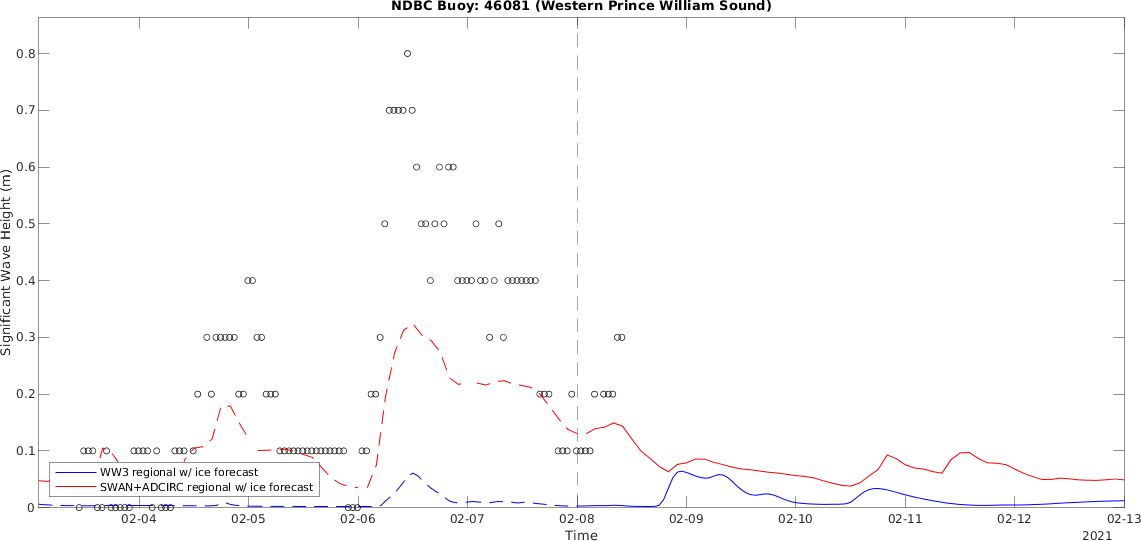 NDBC Buoy: 46081 (Western Prince William Sound)
Significant Wave Height (m)
0.8
0.7
0.6
0.5
0.4
0.3
0.2
0.1
0
WW3 regional w/ ice forecast
SWAN+ADCIRC regional w/ ice forecast
02-04 02-05 02-06 02-07 02-08 02-09 02-10 02-11 02-12 02-13
Time
2021